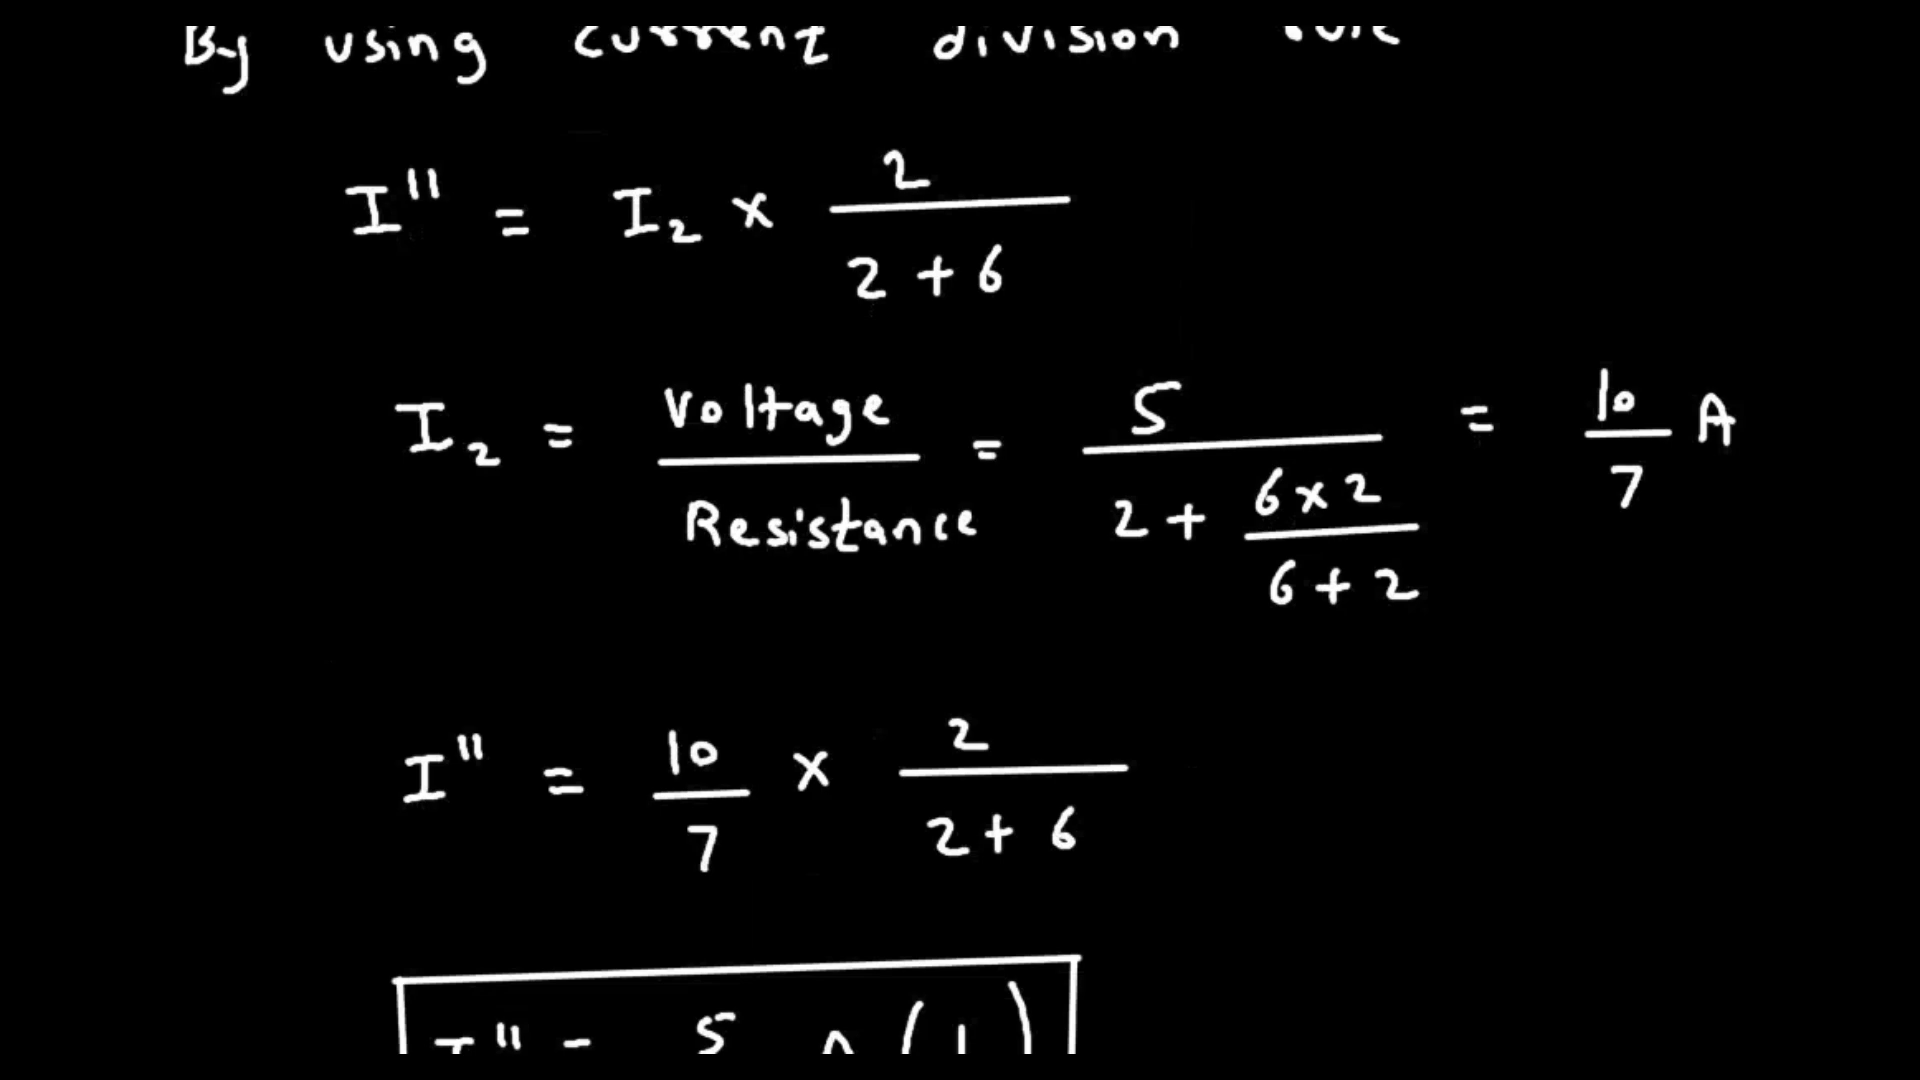 By using current division
I" = I₂ × 2 / (2 + 6)
I₂ = Voltage / Resistance = 5 / (2 + (6 × 2) / (6 + 2)) = 10 / 7 A
I" = 10 / 7 × 2 / (2 + 6)
I" = 5